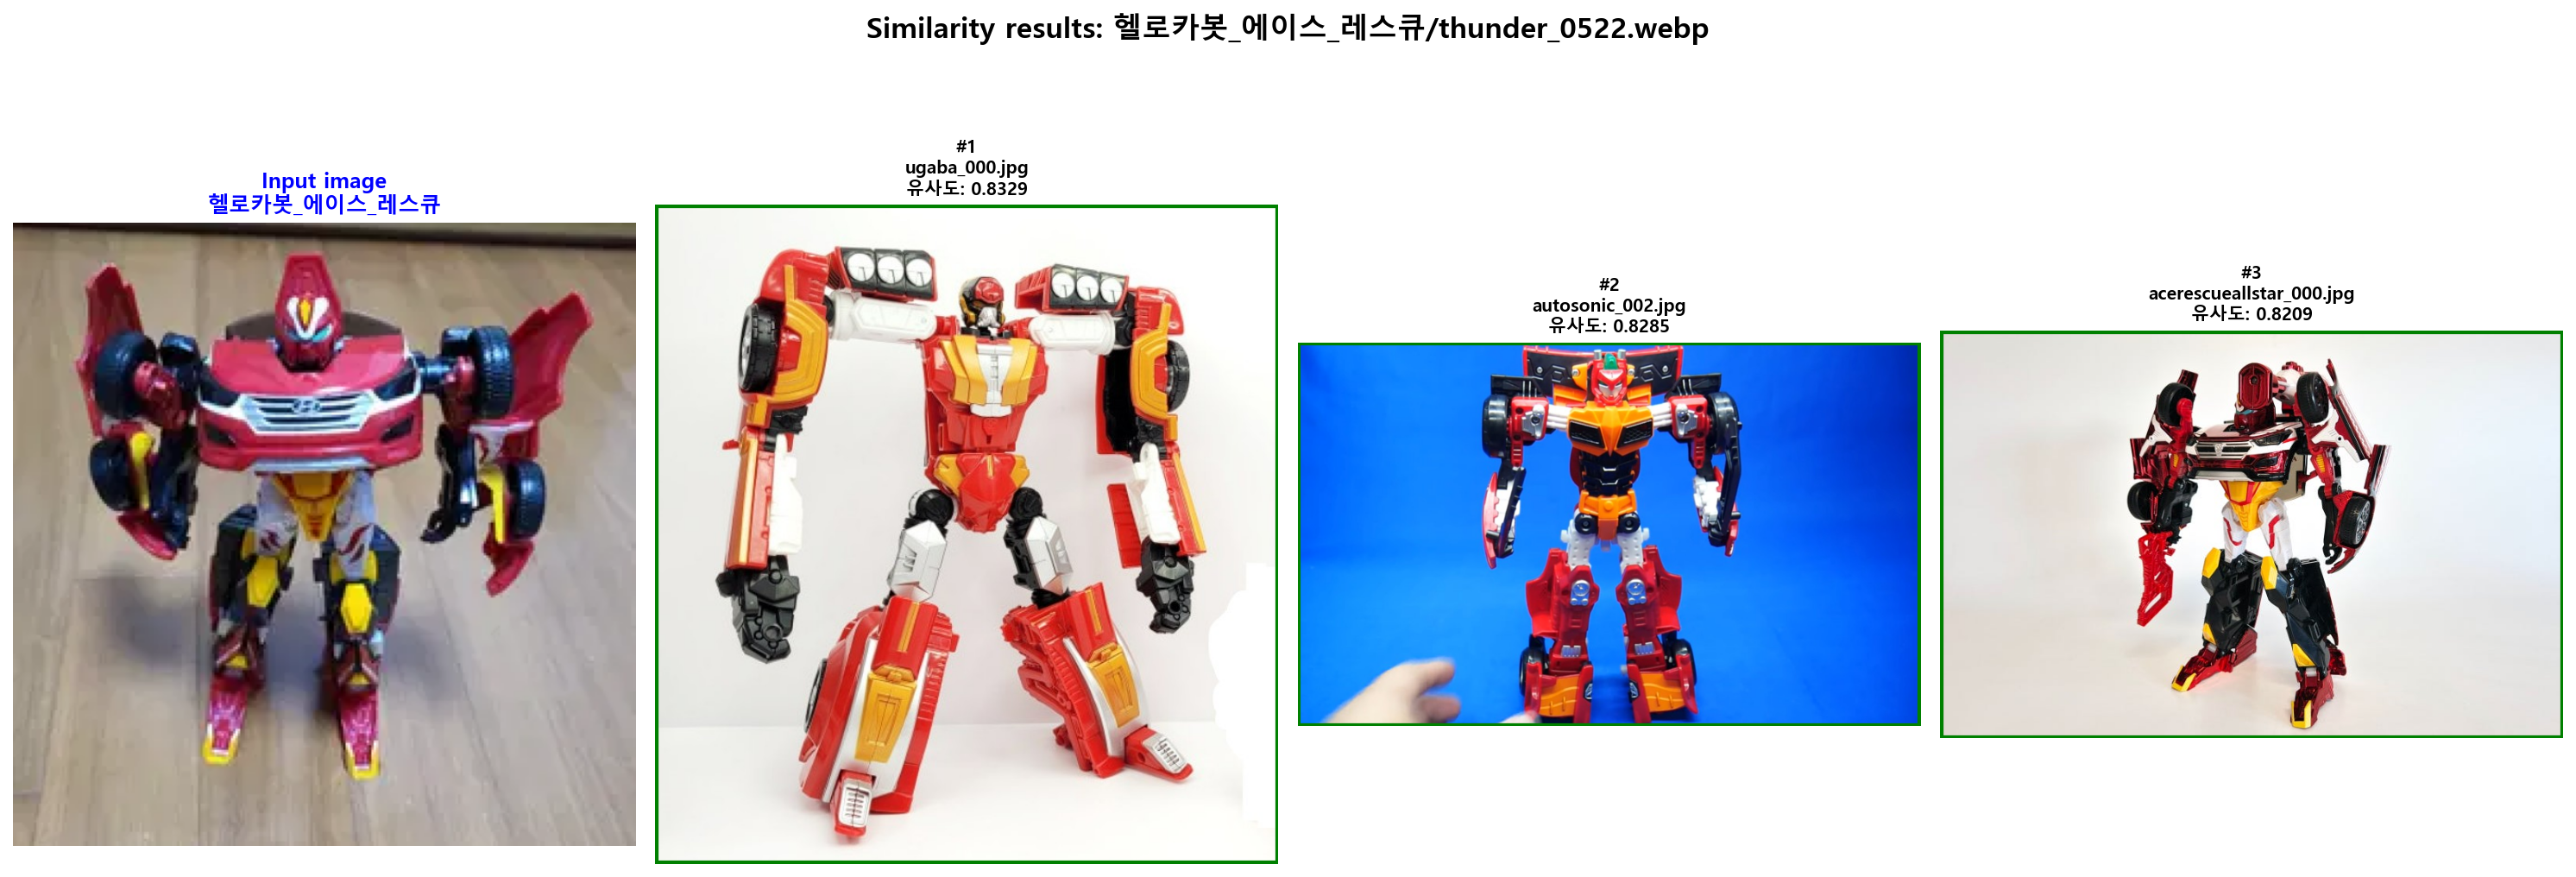 Similarity results: 헬로카봇_에이스_레스큐/thunder_0522.webp
Input image
헬로카봇_에이스_레스큐
#1
ugaba_000.jpg
유사도: 0.8329
#2
autosonic_002.jpg
유사도: 0.8285
#3
acerescueallstar_000.jpg
유사도: 0.8209